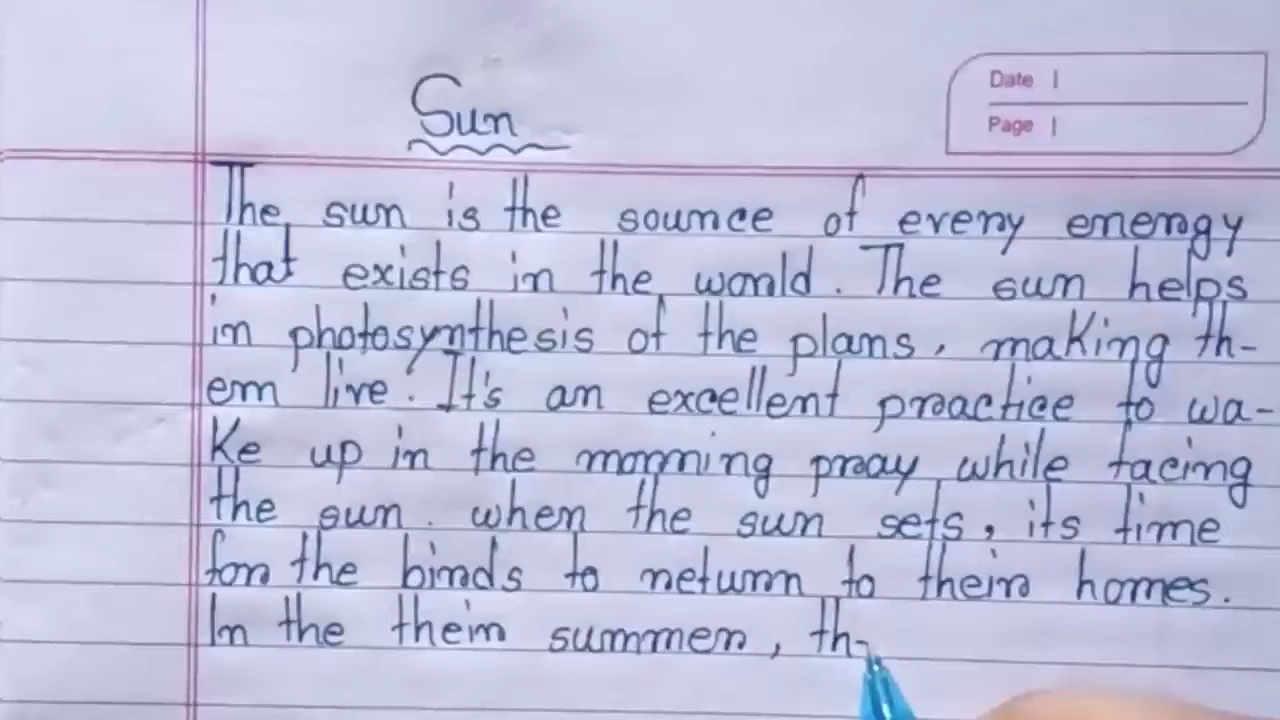 Sun
Date
Page
The sun is the source of every energy
that exists in the world. The sun helps
in photosynthesis of the plans, making th-
em live. It's an excellent practice to wa-
ke up in the morning pray while facing
the sun. when the sun sets, its time
for the birds to return to their homes.
In the their summer, th-